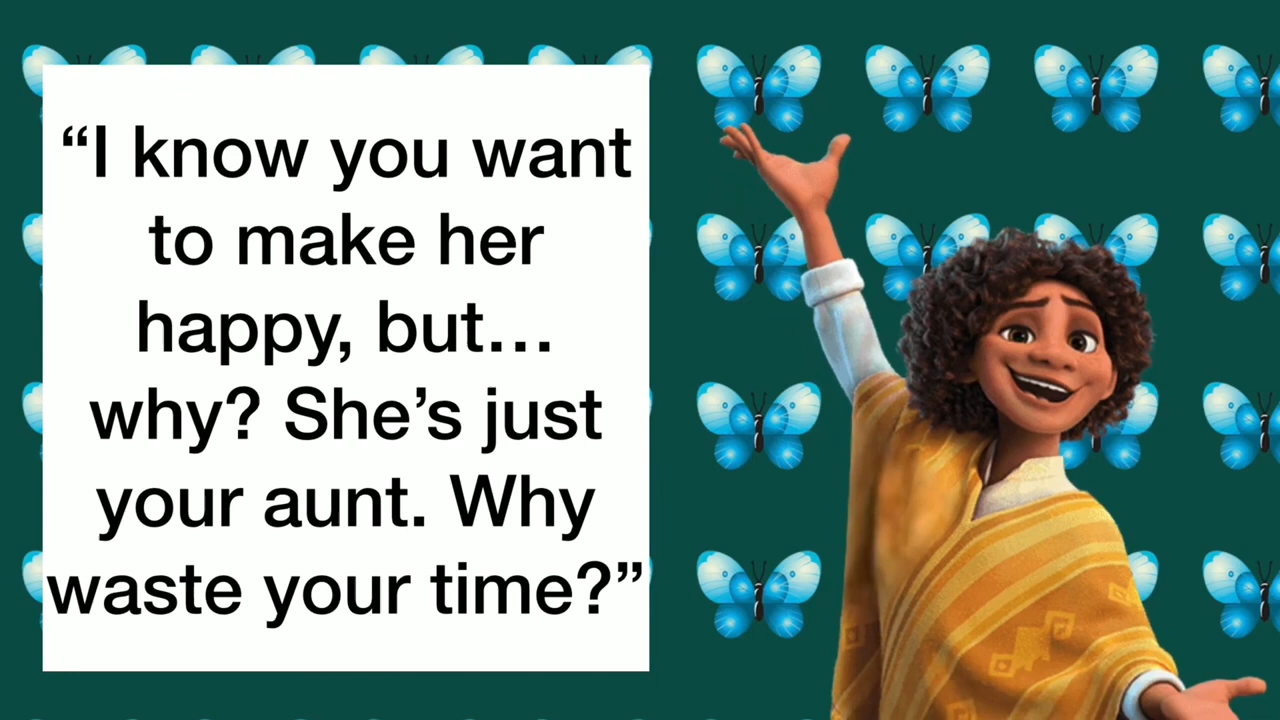 “I know you want
to make her
happy, but…
why? She’s just
your aunt. Why
waste your time?”